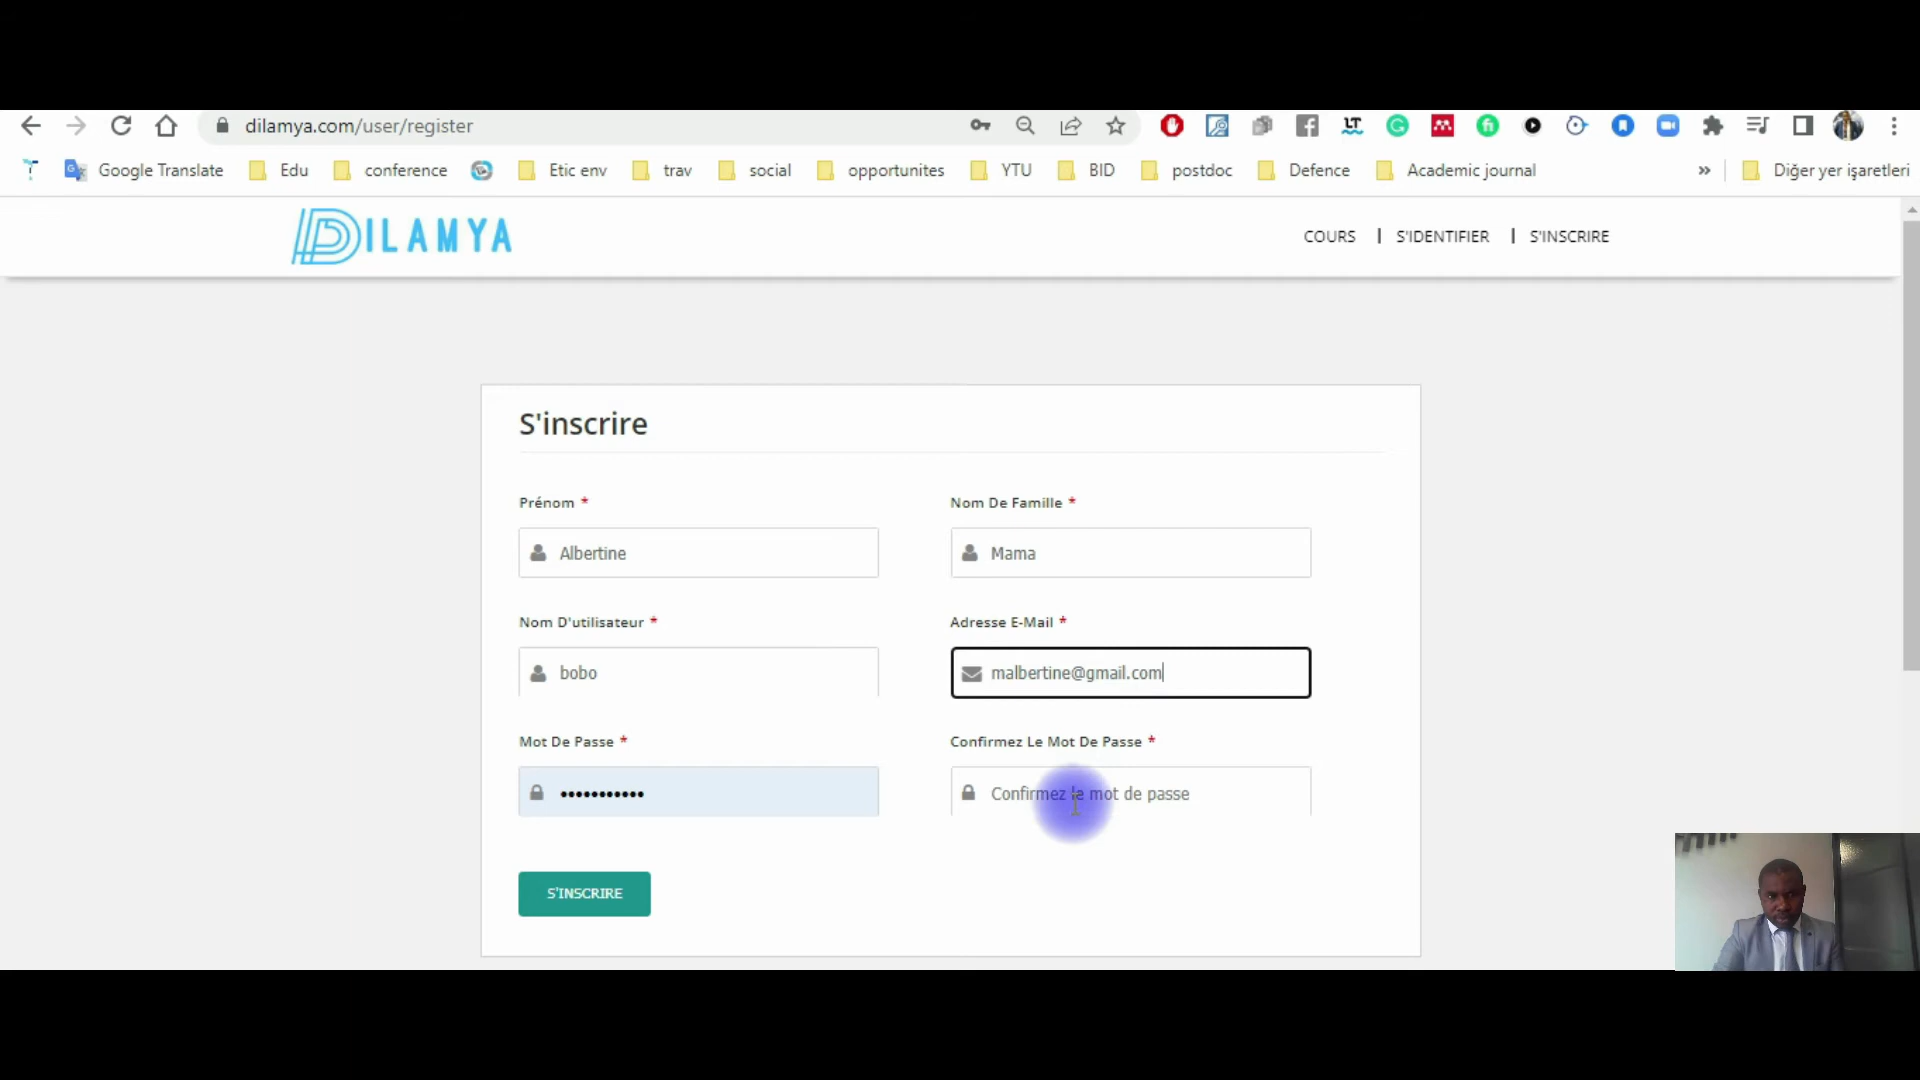 dilamya.com/user/register
Google Translate Edu conference Etic env trav social opportunites YTU BID postdoc Defence Academic journal » Diğer yer işaretleri
DILAMYA
COURS | S'IDENTIFIER | S'INSCRIRE
S'inscrire
Prénom * Nom De Famille *
Albertine Mama
Nom D'utilisateur * Adresse E-Mail *
bobo malbertine@gmail.com
Mot De Passe * Confirmez Le Mot De Passe *
••••••••••• Confirmez le mot de passe
S'INSCRIRE